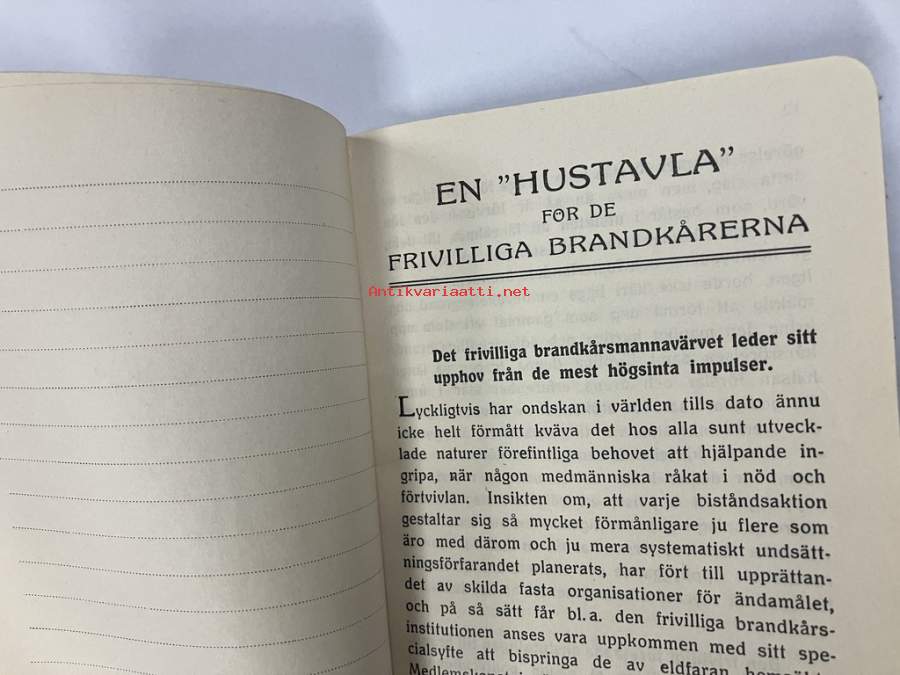 EN "HUSTAVLA"
FÖR DE
FRIVILLIGA BRANDKÅRERNA
Antikvariaatti.net
Det frivilliga brandkårsmannavärvet leder sitt
upphov från de mest högsinta impulser.
Lyckligtvis har ondskan i världen tills dato ännu
icke helt förmått kväva det hos alla sunt utveck-
lade naturer förefintliga behovet att hjälpande in-
gripa, när någon medmänniska råkat i nöd och
förtvivlan. Insikten om, att varje biståndsaktion
gestaltar sig så mycket förmånligare ju flere som
äro med därom och ju mera systematiskt undsätt-
ningsförfarandet planerats, har fört till upprättan-
det av skilda fasta organisationer för ändamålet,
och på så sätt får bl. a. den frivilliga brandkårs-
institutionen anses vara uppkommen med sitt spe-
cialsyfte att bispringa de av eldfaran